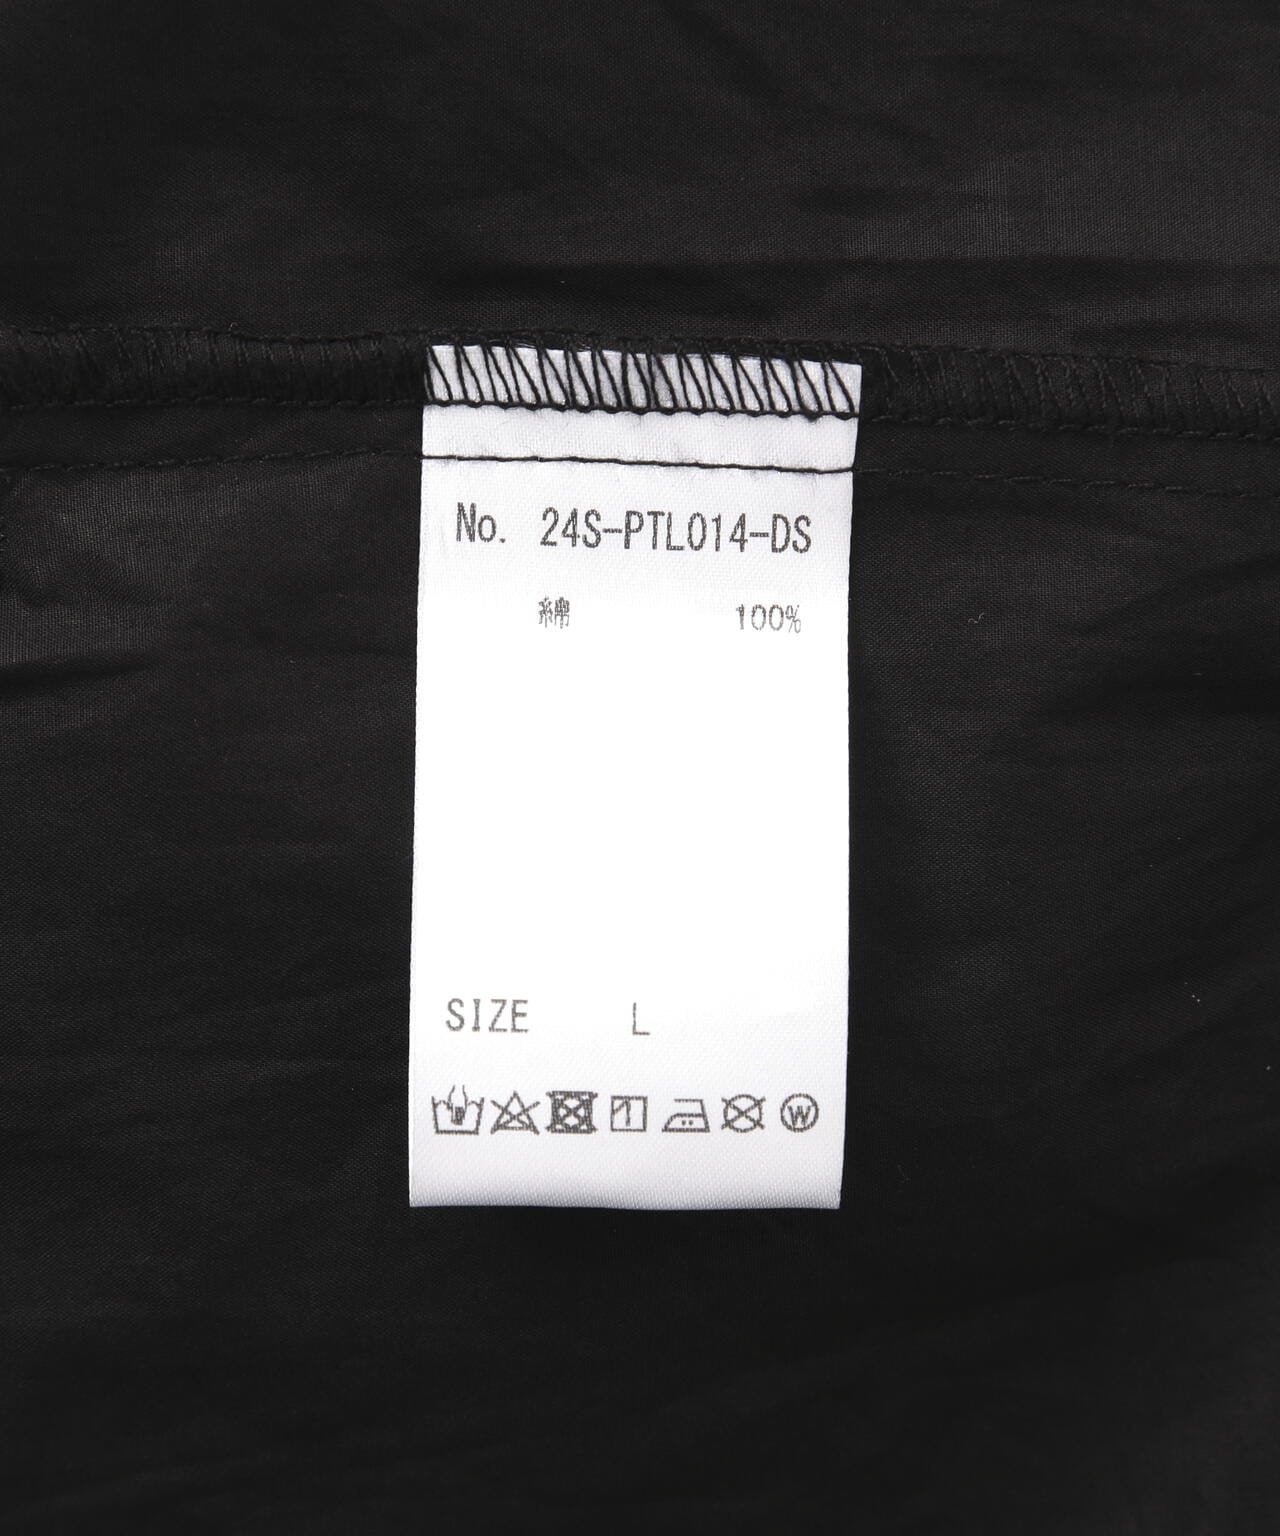 No. 24S-PTL014-DS
綿 100%
SIZE L
W